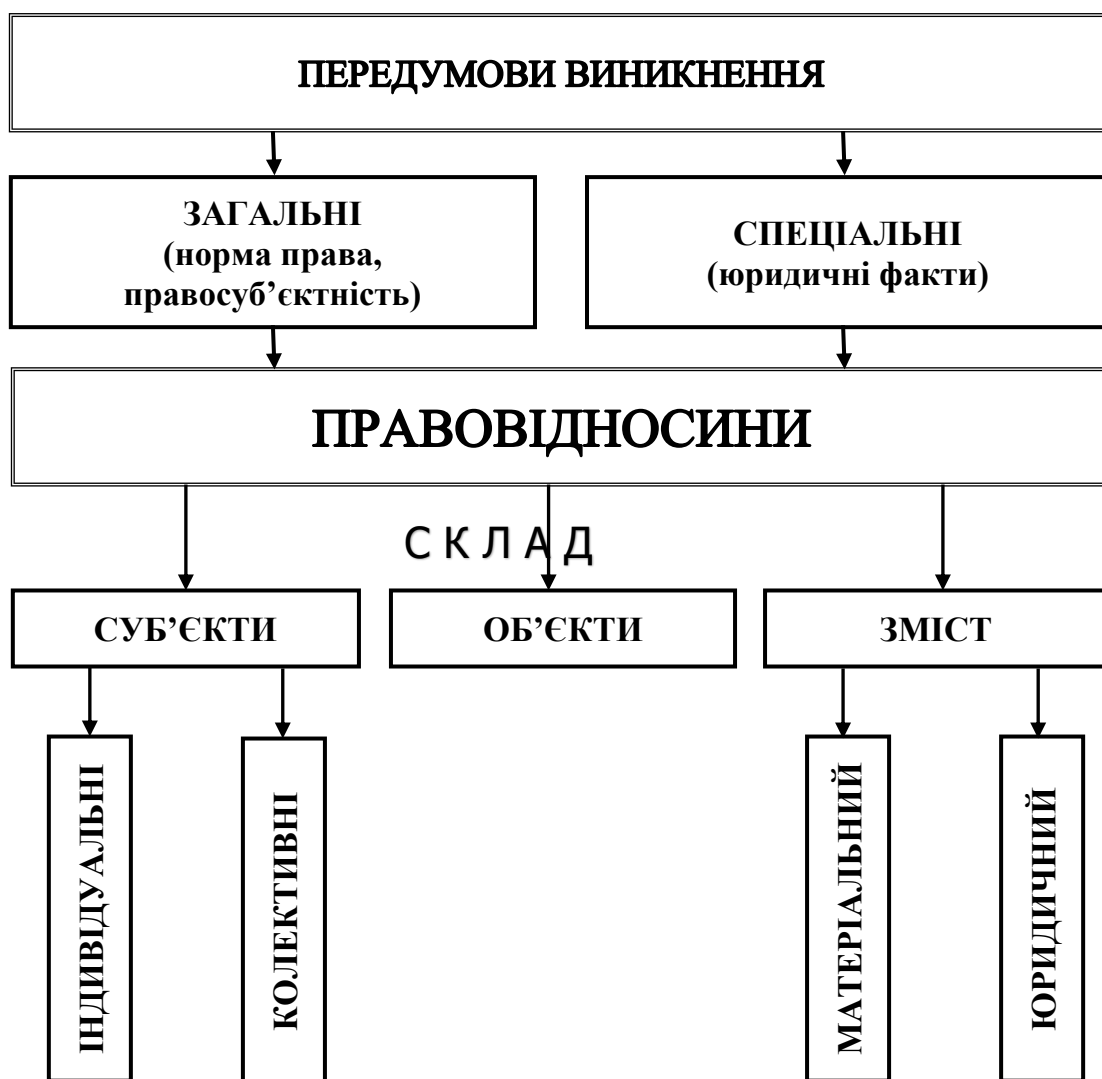 ПЕРЕДУМОВИ ВИНИКНЕННЯ
ЗАГАЛЬНІ
(норма права,
правосуб’єктність)
СПЕЦІАЛЬНІ
(юридичні факти)
ПРАВОВІДНОСИНИ
С К Л А Д
СУБ’ЄКТИ
ОБ’ЄКТИ
ЗМІСТ
ІНДИВІДУАЛЬНІ
КОЛЕКТИВНІ
МАТЕРІАЛЬНИЙ
ЮРИДИЧНИЙ